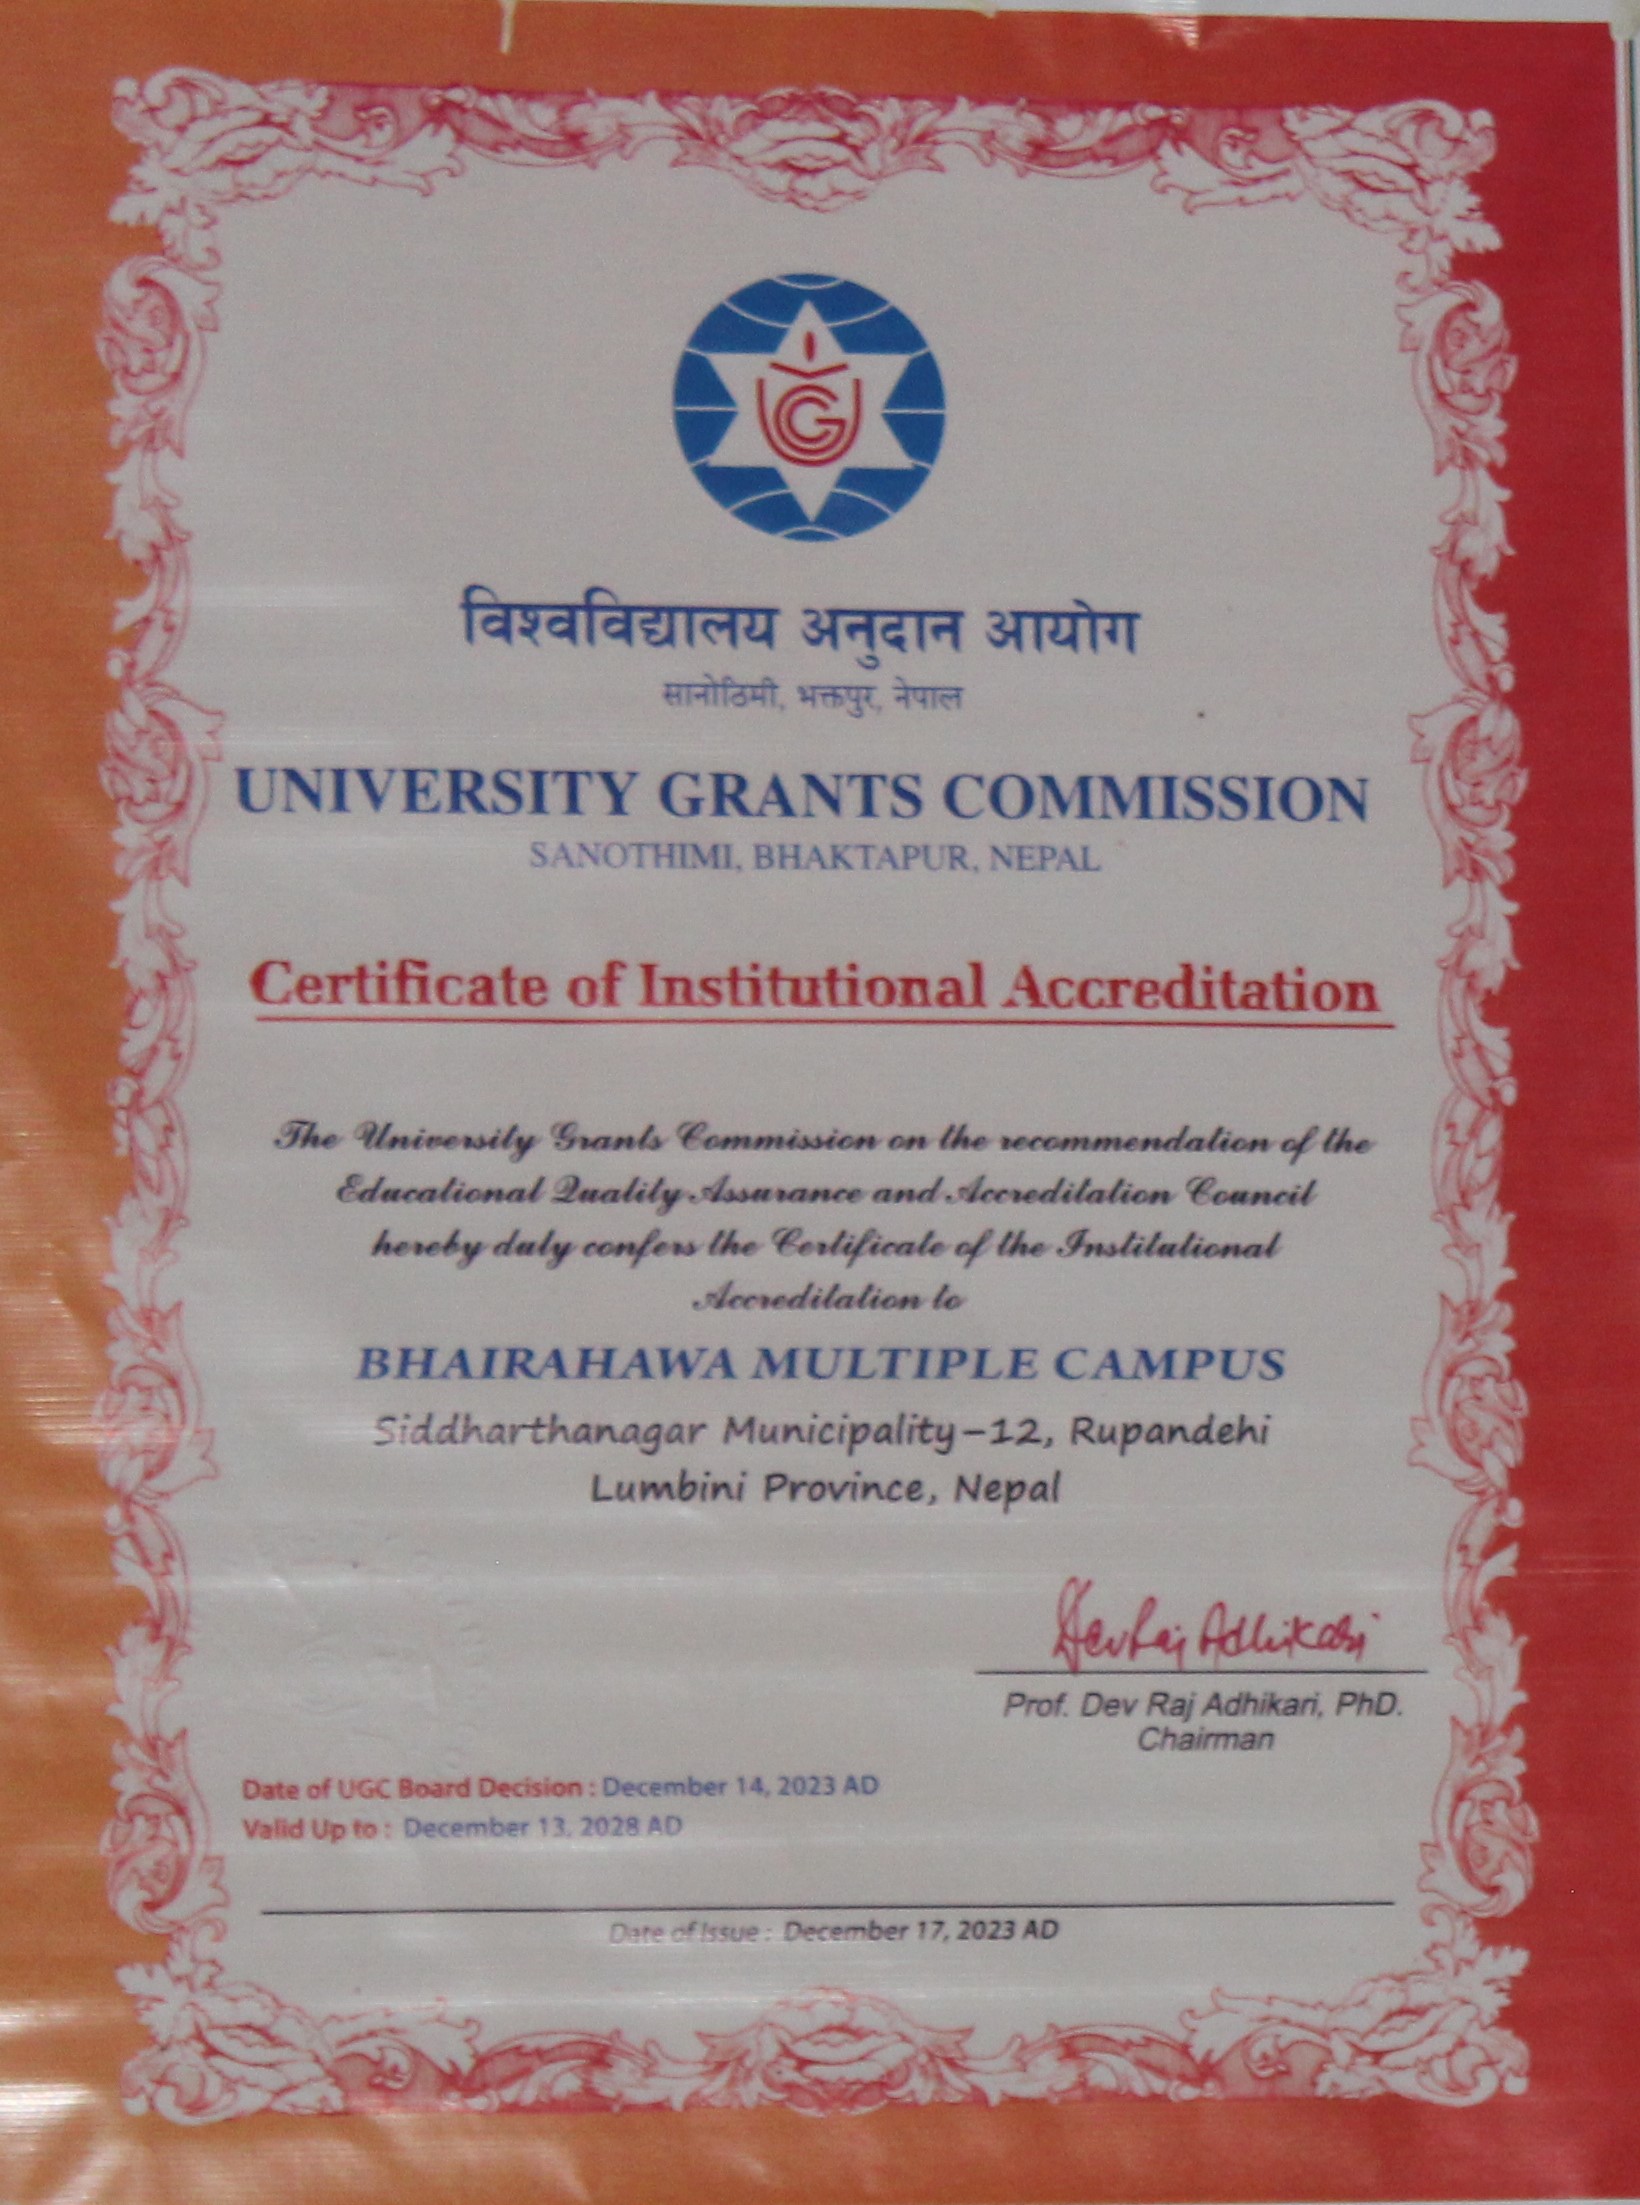 विश्वविद्यालय अनुदान आयोग
सानोठिमी, भक्तपुर, नेपाल
UNIVERSITY GRANTS COMMISSION
SANOTHIMI, BHAKTAPUR, NEPAL
Certificate of Institutional Accreditation
The University Grants Commission on the recommendation of the
Educational Quality Assurance and Accreditation Council
hereby duly confers the Certificate of the Institutional
Accreditation to
BHAIRAHAWA MULTIPLE CAMPUS
Siddharthanagar Municipality-12, Rupandehi
Lumbini Province, Nepal
Dev Raj Adhikari
Prof. Dev Raj Adhikari, PhD.
Chairman
Date of UGC Board Decision : December 14, 2023 AD
Valid Up to : December 13, 2028 AD
Date of Issue : December 17, 2023 AD